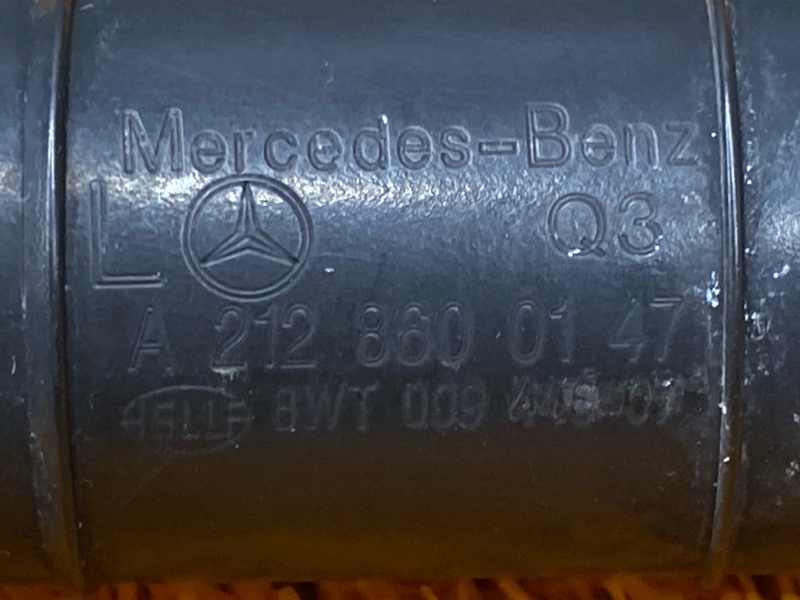 Mercedes-Benz
L Q3
A 212 860 01 47
HELLA 8WT 009